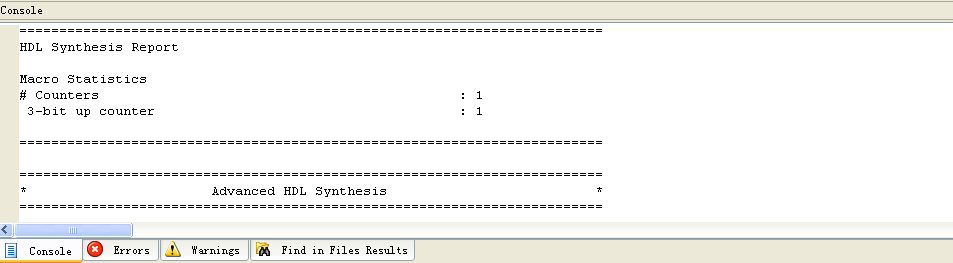 Console
=========================================================================
HDL Synthesis Report
Macro Statistics
# Counters                                             : 1
 3-bit up counter                                      : 1
=========================================================================
=========================================================================
*                       Advanced HDL Synthesis                          *
=========================================================================
Console Errors Warnings Find in Files Results